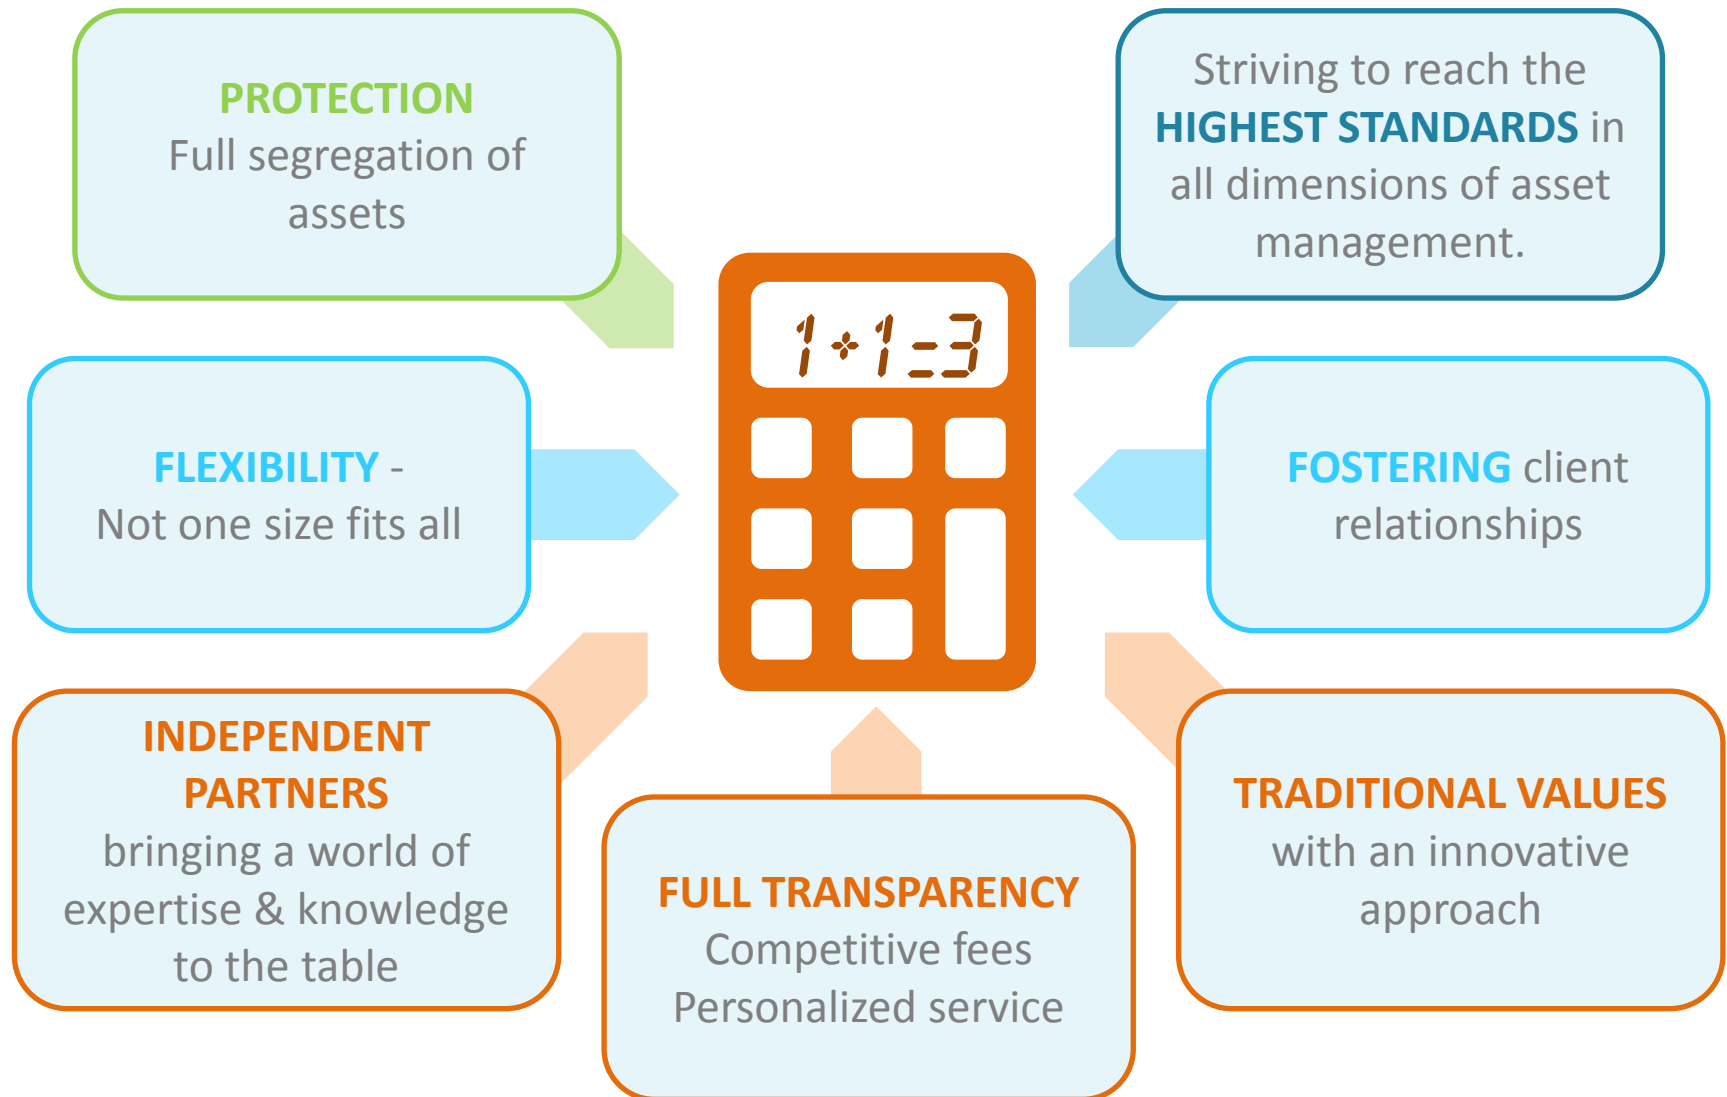 PROTECTION
Full segregation of
assets
Striving to reach the
HIGHEST STANDARDS in
all dimensions of asset
management.
1+1=3
FLEXIBILITY -
Not one size fits all
FOSTERING client
relationships
INDEPENDENT
PARTNERS
bringing a world of
expertise & knowledge
to the table
FULL TRANSPARENCY
Competitive fees
Personalized service
TRADITIONAL VALUES
with an innovative
approach